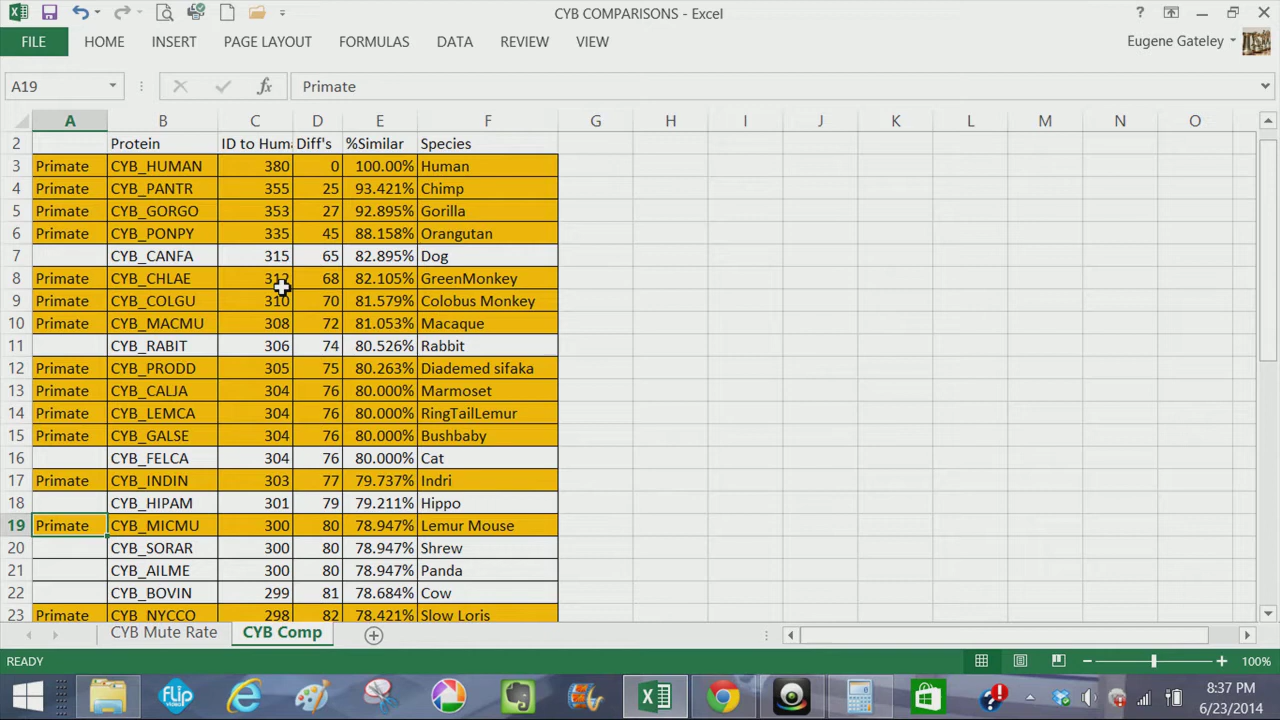 CYB COMPARISONS - Excel
FILE HOME INSERT PAGE LAYOUT FORMULAS DATA REVIEW VIEW Eugene Gateley
A19 fx Primate
A B C D E F G H I J K L M N O
2 Protein ID to Huma Diff's %Similar Species
3 Primate CYB_HUMAN 380 0 100.00% Human
4 Primate CYB_PANTR 355 25 93.421% Chimp
5 Primate CYB_GORGO 353 27 92.895% Gorilla
6 Primate CYB_PONPY 335 45 88.158% Orangutan
7 CYB_CANFA 315 65 82.895% Dog
8 Primate CYB_CHLAE 312 68 82.105% GreenMonkey
9 Primate CYB_COLGU 310 70 81.579% Colobus Monkey
10 Primate CYB_MACMU 308 72 81.053% Macaque
11 CYB_RABIT 306 74 80.526% Rabbit
12 Primate CYB_PRODD 305 75 80.263% Diademed sifaka
13 Primate CYB_CALJA 304 76 80.000% Marmoset
14 Primate CYB_LEMCA 304 76 80.000% RingTailLemur
15 Primate CYB_GALSE 304 76 80.000% Bushbaby
16 CYB_FELCA 304 76 80.000% Cat
17 Primate CYB_INDIN 303 77 79.737% Indri
18 CYB_HIPAM 301 79 79.211% Hippo
19 Primate CYB_MICMU 300 80 78.947% Lemur Mouse
20 CYB_SORAR 300 80 78.947% Shrew
21 CYB_AILME 300 80 78.947% Panda
22 CYB_BOVIN 299 81 78.684% Cow
23 Primate CYB_NYCCO 298 82 78.421% Slow Loris
CYB Mute Rate CYB Comp
READY 100%
flip 8:37 PM
6/23/2014